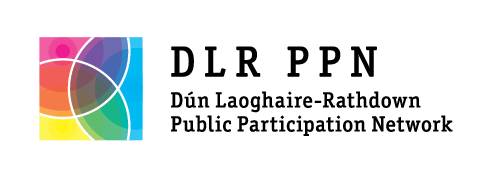 DLR PPN
Dún Laoghaire-Rathdown
Public Participation Network